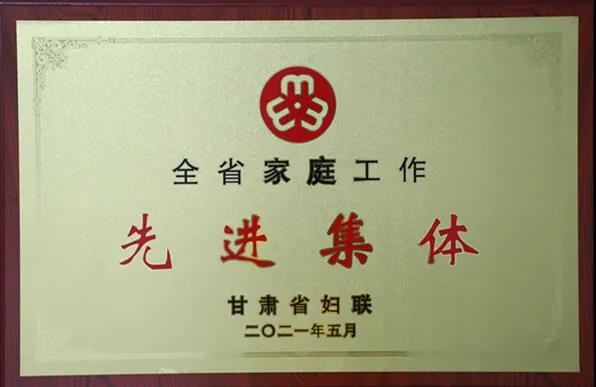 全省家庭工作
先进集体
甘肃省妇联
二〇二一年五月